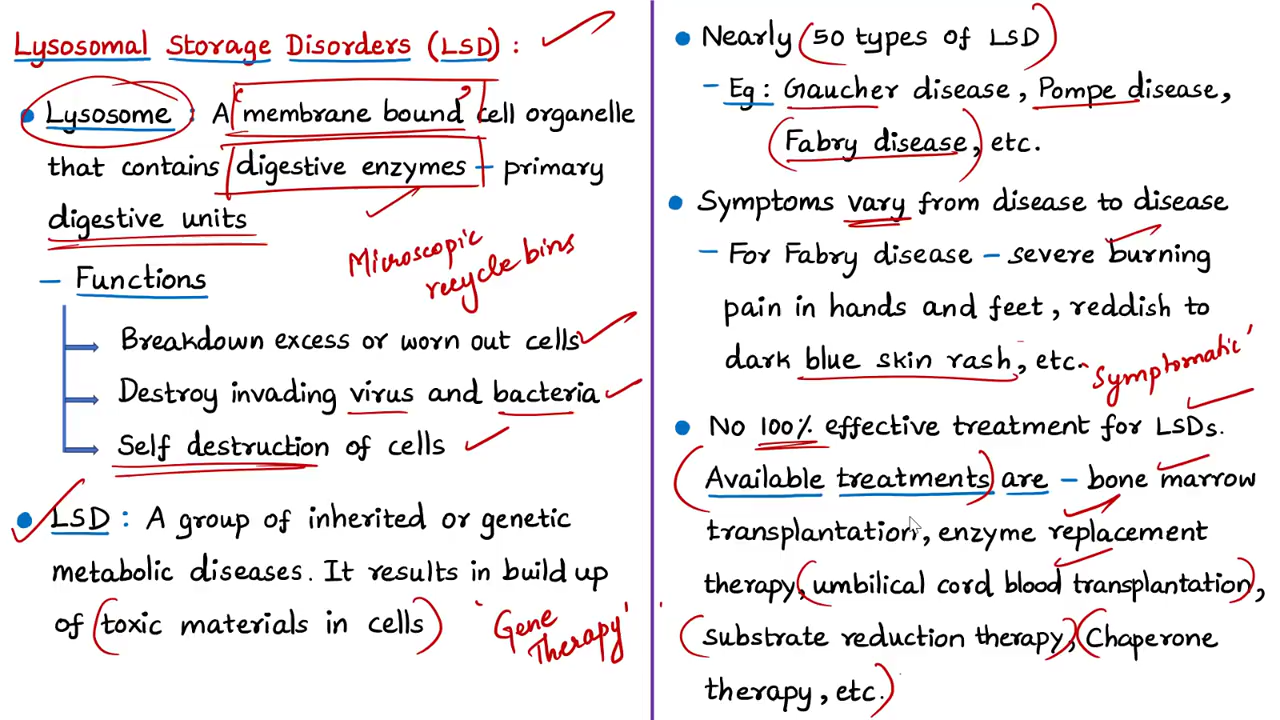 Lysosomal Storage Disorders (LSD) :
Lysosome : A membrane bound cell organelle
that contains digestive enzymes - primary
digestive units
Microscopic
recycle bins
- Functions
Breakdown excess or worn out cells
Destroy invading virus and bacteria
Self destruction of cells
LSD : A group of inherited or genetic
metabolic diseases. It results in build up
of (toxic materials in cells)
'Gene
Therapy'
Nearly (50 types of LSD)
- Eg : Gaucher disease, Pompe disease,
(Fabry disease), etc.
Symptoms vary from disease to disease
- For Fabry disease - severe burning
pain in hands and feet, reddish to
dark blue skin rash, etc.
Symptomatic'
No 100% effective treatment for LSDs.
(Available treatments) are - bone marrow
transplantation, enzyme replacement
therapy, (umbilical cord blood transplantation),
(substrate reduction therapy), (Chaperone
therapy, etc.)